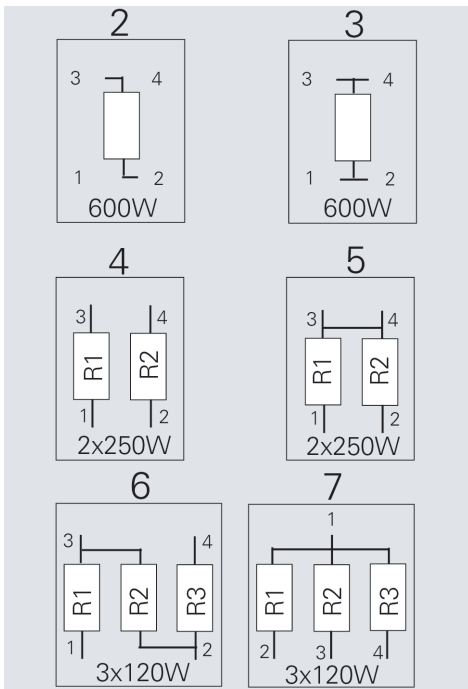 2 3
3 4 3 4
1 2 1 2
600W 600W
4 5
3 4 3 4
R1 R2 R1 R2
1 2 1 2
2x250W 2x250W
6 7
3 4 1
R1 R2 R3 R1 R2 R3
1 2 2 3 4
3x120W 3x120W